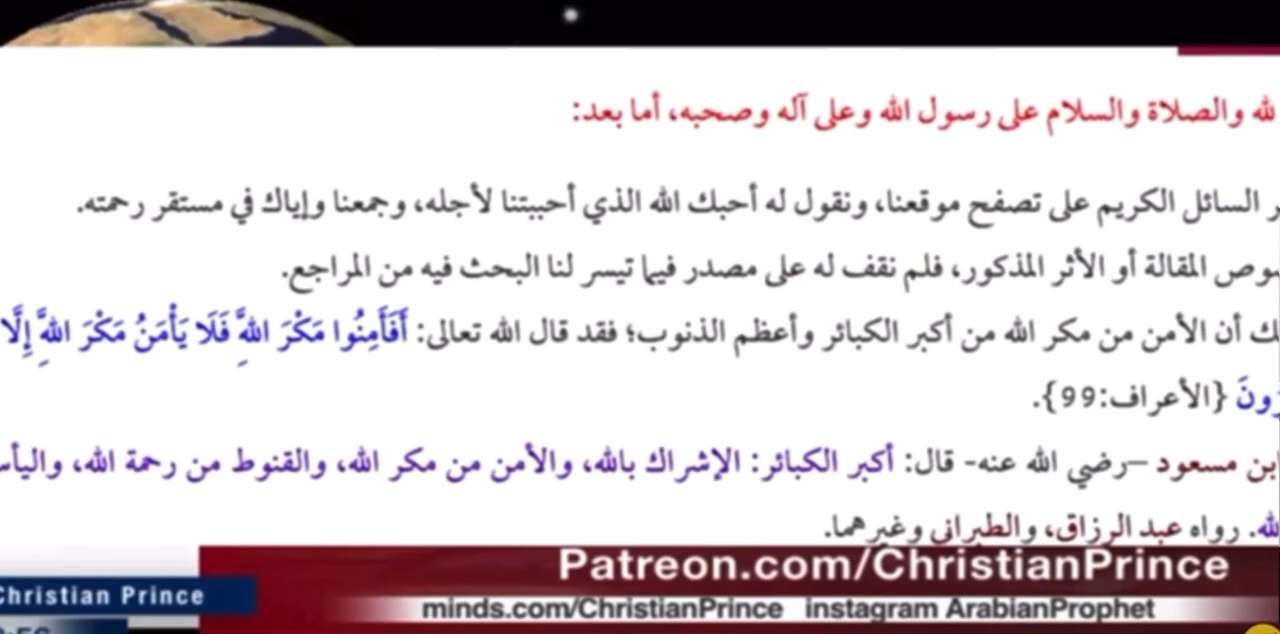 لله والصلاة والسلام على رسول الله وعلى آله وصحبه، أما بعد:
السائل الكريم على تصفح موقعنا، ونقول له أحبك الله الذي أحببتنا لأجله، وجمعنا وإياك في مستقر رحمته.
المقالة أو الأثر المذكور، فلم نقف له على مصدر فيما تيسر لنا البحث فيه من المراجع.
أن الأمن من مكر الله من أكبر الكبائر وأعظم الذنوب؛ فقد قال الله تعالى: أَفَأَمِنُوا مَكْرَ اللهِ فَلَا يَأْمَنُ مَكْرَ اللهِ إِلَّا
{الأعراف:99}.
ابن مسعود –رضي الله عنه- قال: أكبر الكبائر: الإشراك بالله، والأمن من مكر الله، والقنوط من رحمة الله،
رواه عبد الرزاق، والطبراني وغيرهما.
Patreon.com/ChristianPrince
Christian Prince
minds.com/ChristianPrince instagram ArabianProphet